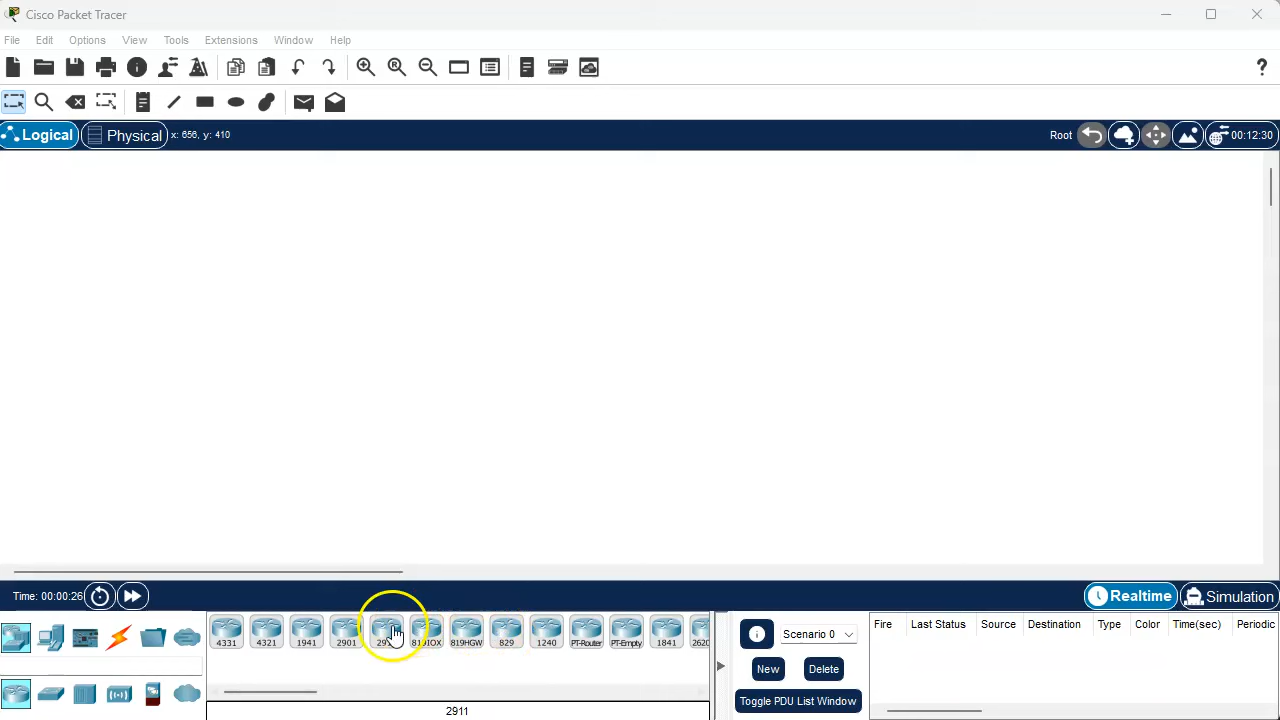 Cisco Packet Tracer
File Edit Options View Tools Extensions Window Help
?
Logical Physical x: 656, y: 410 Root 00:12:30
Time: 00:00:26 Realtime Simulation
4331 4321 1941 2901 819IOX 819HGW 829 1240 PT-Router PT-Empty 1841
Scenario 0
New Delete
Toggle PDU List Window
Fire Last Status Source Destination Type Color Time(sec) Periodic
2911